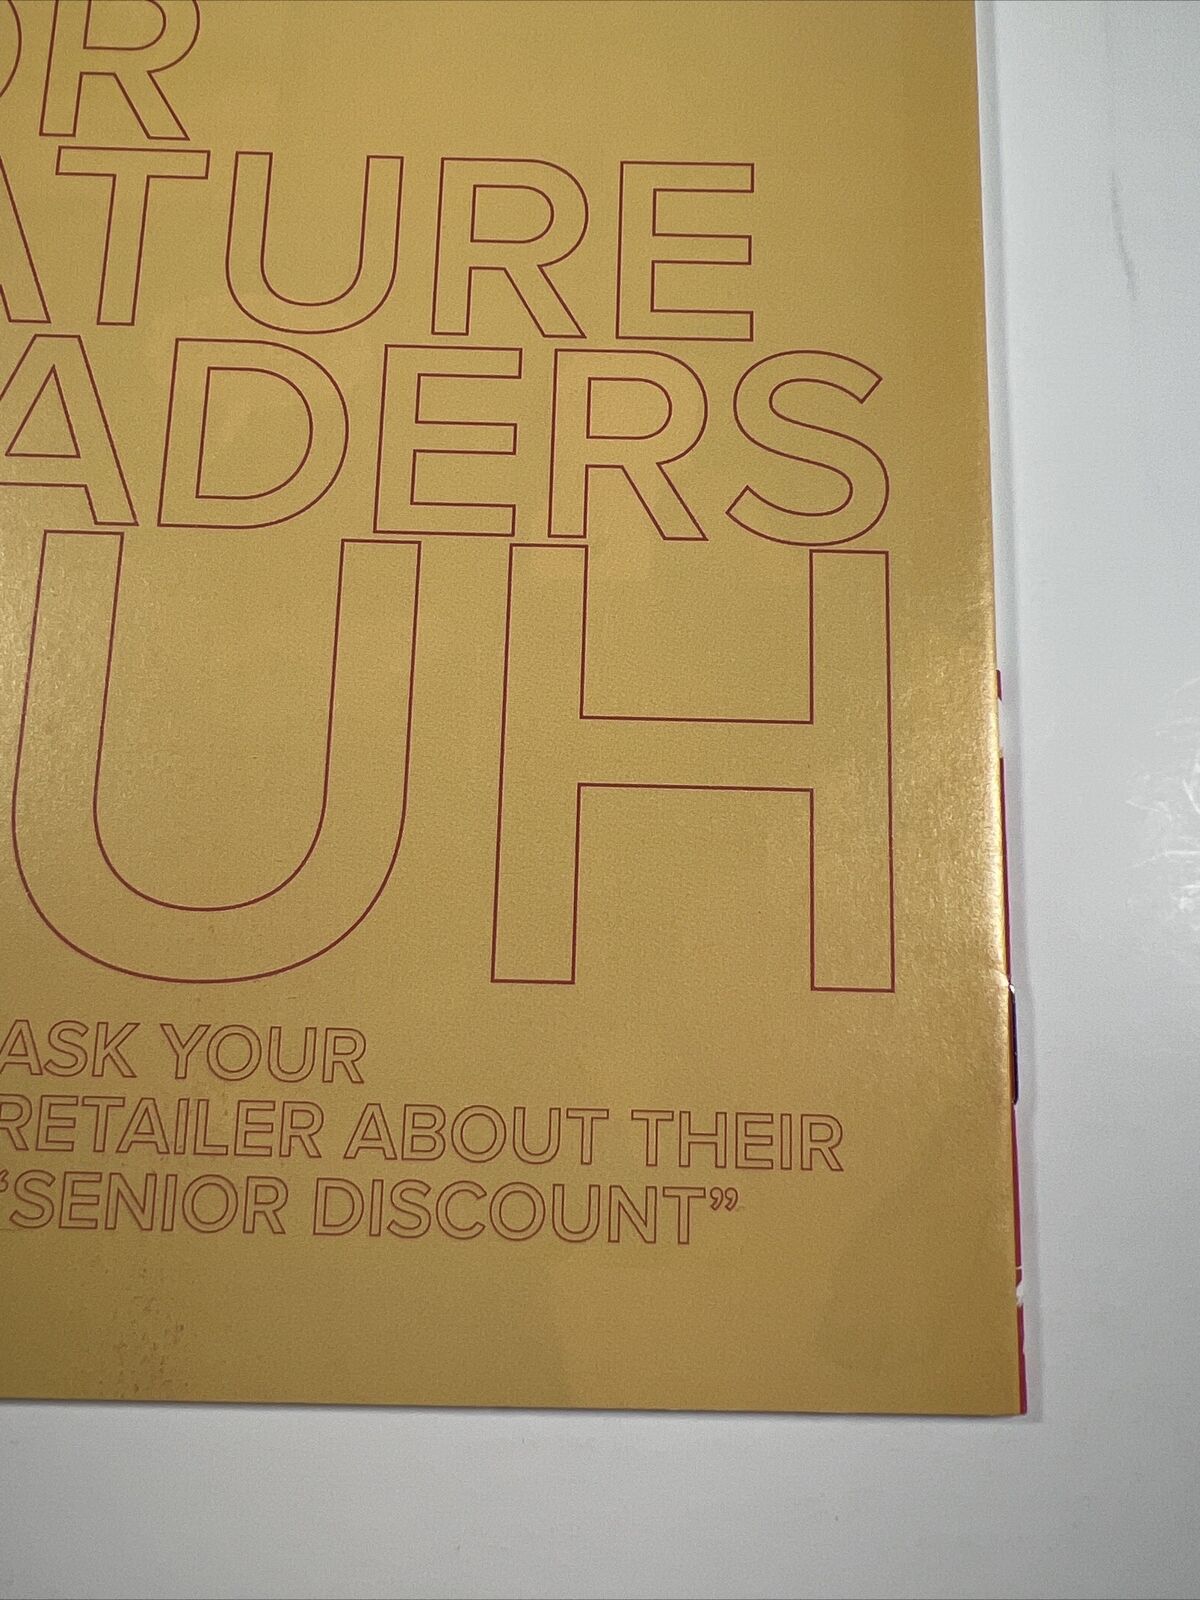 OR
ATURE
ADERS
UH
ASK YOUR
RETAILER ABOUT THEIR
“SENIOR DISCOUNT”